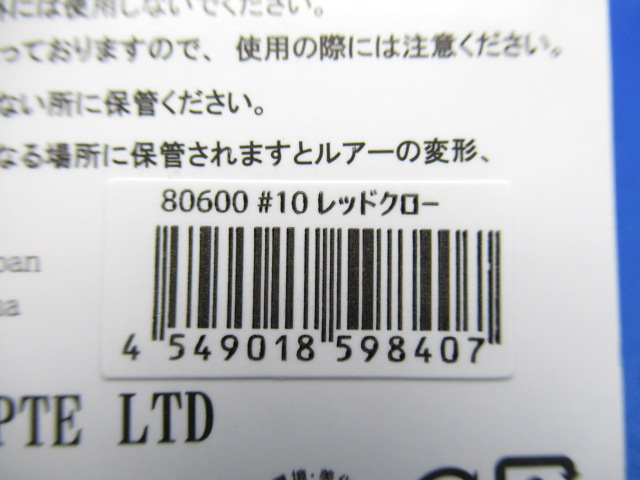 には使用しないでください。
っておりますので、使用の際には注意ください。
ない所に保管ください。
なる場所に保管されますとルアーの変形、
80600 #10 レッドクロー
4 549018 598407
PTE LTD